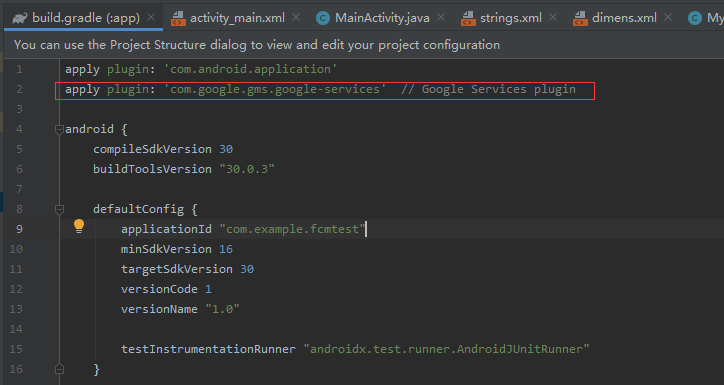 build.gradle (:app) activity_main.xml MainActivity.java strings.xml dimens.xml My
You can use the Project Structure dialog to view and edit your project configuration
1 apply plugin: 'com.android.application'
2 apply plugin: 'com.google.gms.google-services'  // Google Services plugin
3
4 android {
5 compileSdkVersion 30
6 buildToolsVersion "30.0.3"
7
8 defaultConfig {
9 applicationId "com.example.fcmtest"
10 minSdkVersion 16
11 targetSdkVersion 30
12 versionCode 1
13 versionName "1.0"
14
15 testInstrumentationRunner "androidx.test.runner.AndroidJUnitRunner"
16 }